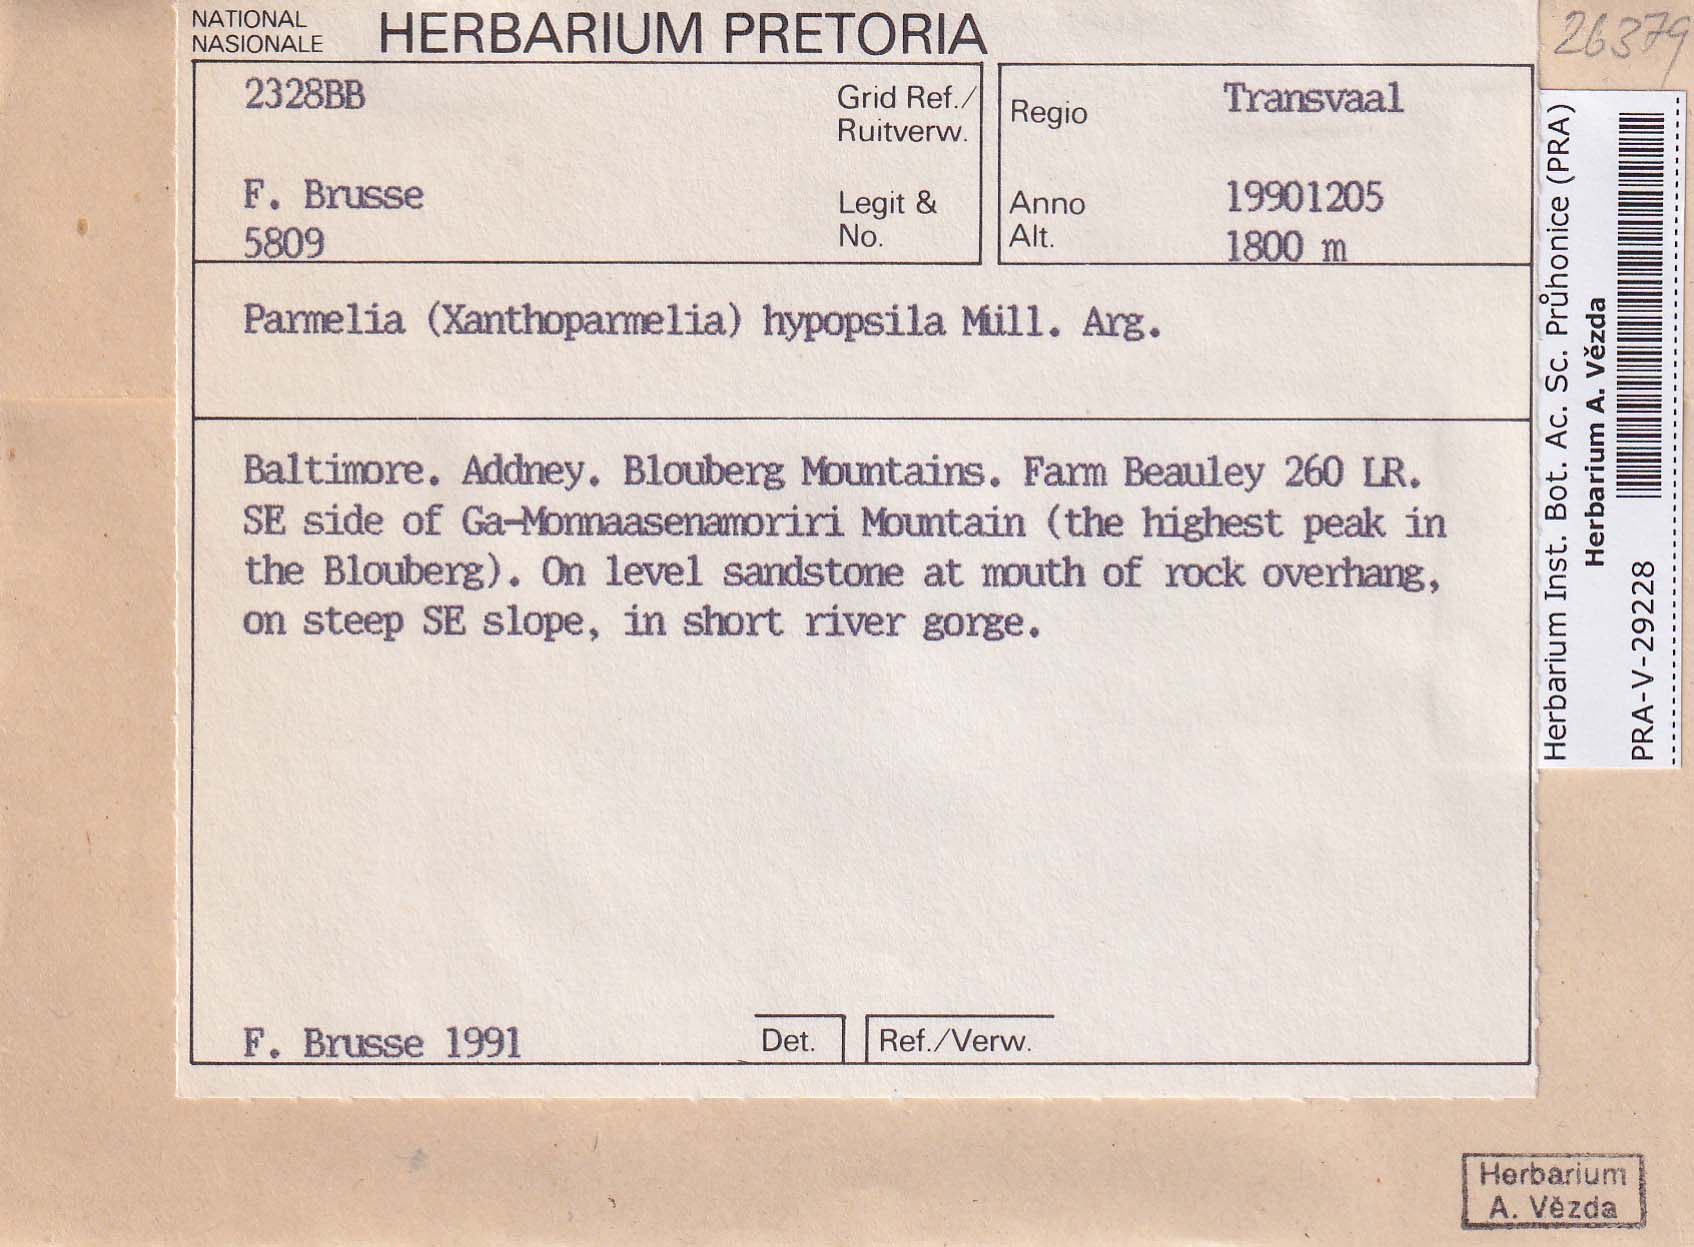 NATIONAL
NASIONALE
HERBARIUM PRETORIA
26379
2328BB
Grid Ref./
Ruitverw.
Regio
Transvaal
F. Brusse
Legit &
Anno
19901205
5809
No.
Alt.
1800 m
Parmelia (Xanthoparmelia) hypopsila Müll. Arg.
Baltimore. Addney. Blouberg Mountains. Farm Beauley 260 LR.
SE side of Ga-Monnaasenamoriri Mountain (the highest peak in
the Blouberg). On level sandstone at mouth of rock overhang,
on steep SE slope, in short river gorge.
F. Brusse 1991
Det.
Ref./Verw.
Herbarium Inst. Bot. Ac. Sc. Průhonice (PRA)
Herbarium A. Vězda
PRA-V-29228
Herbarium
A. Vězda